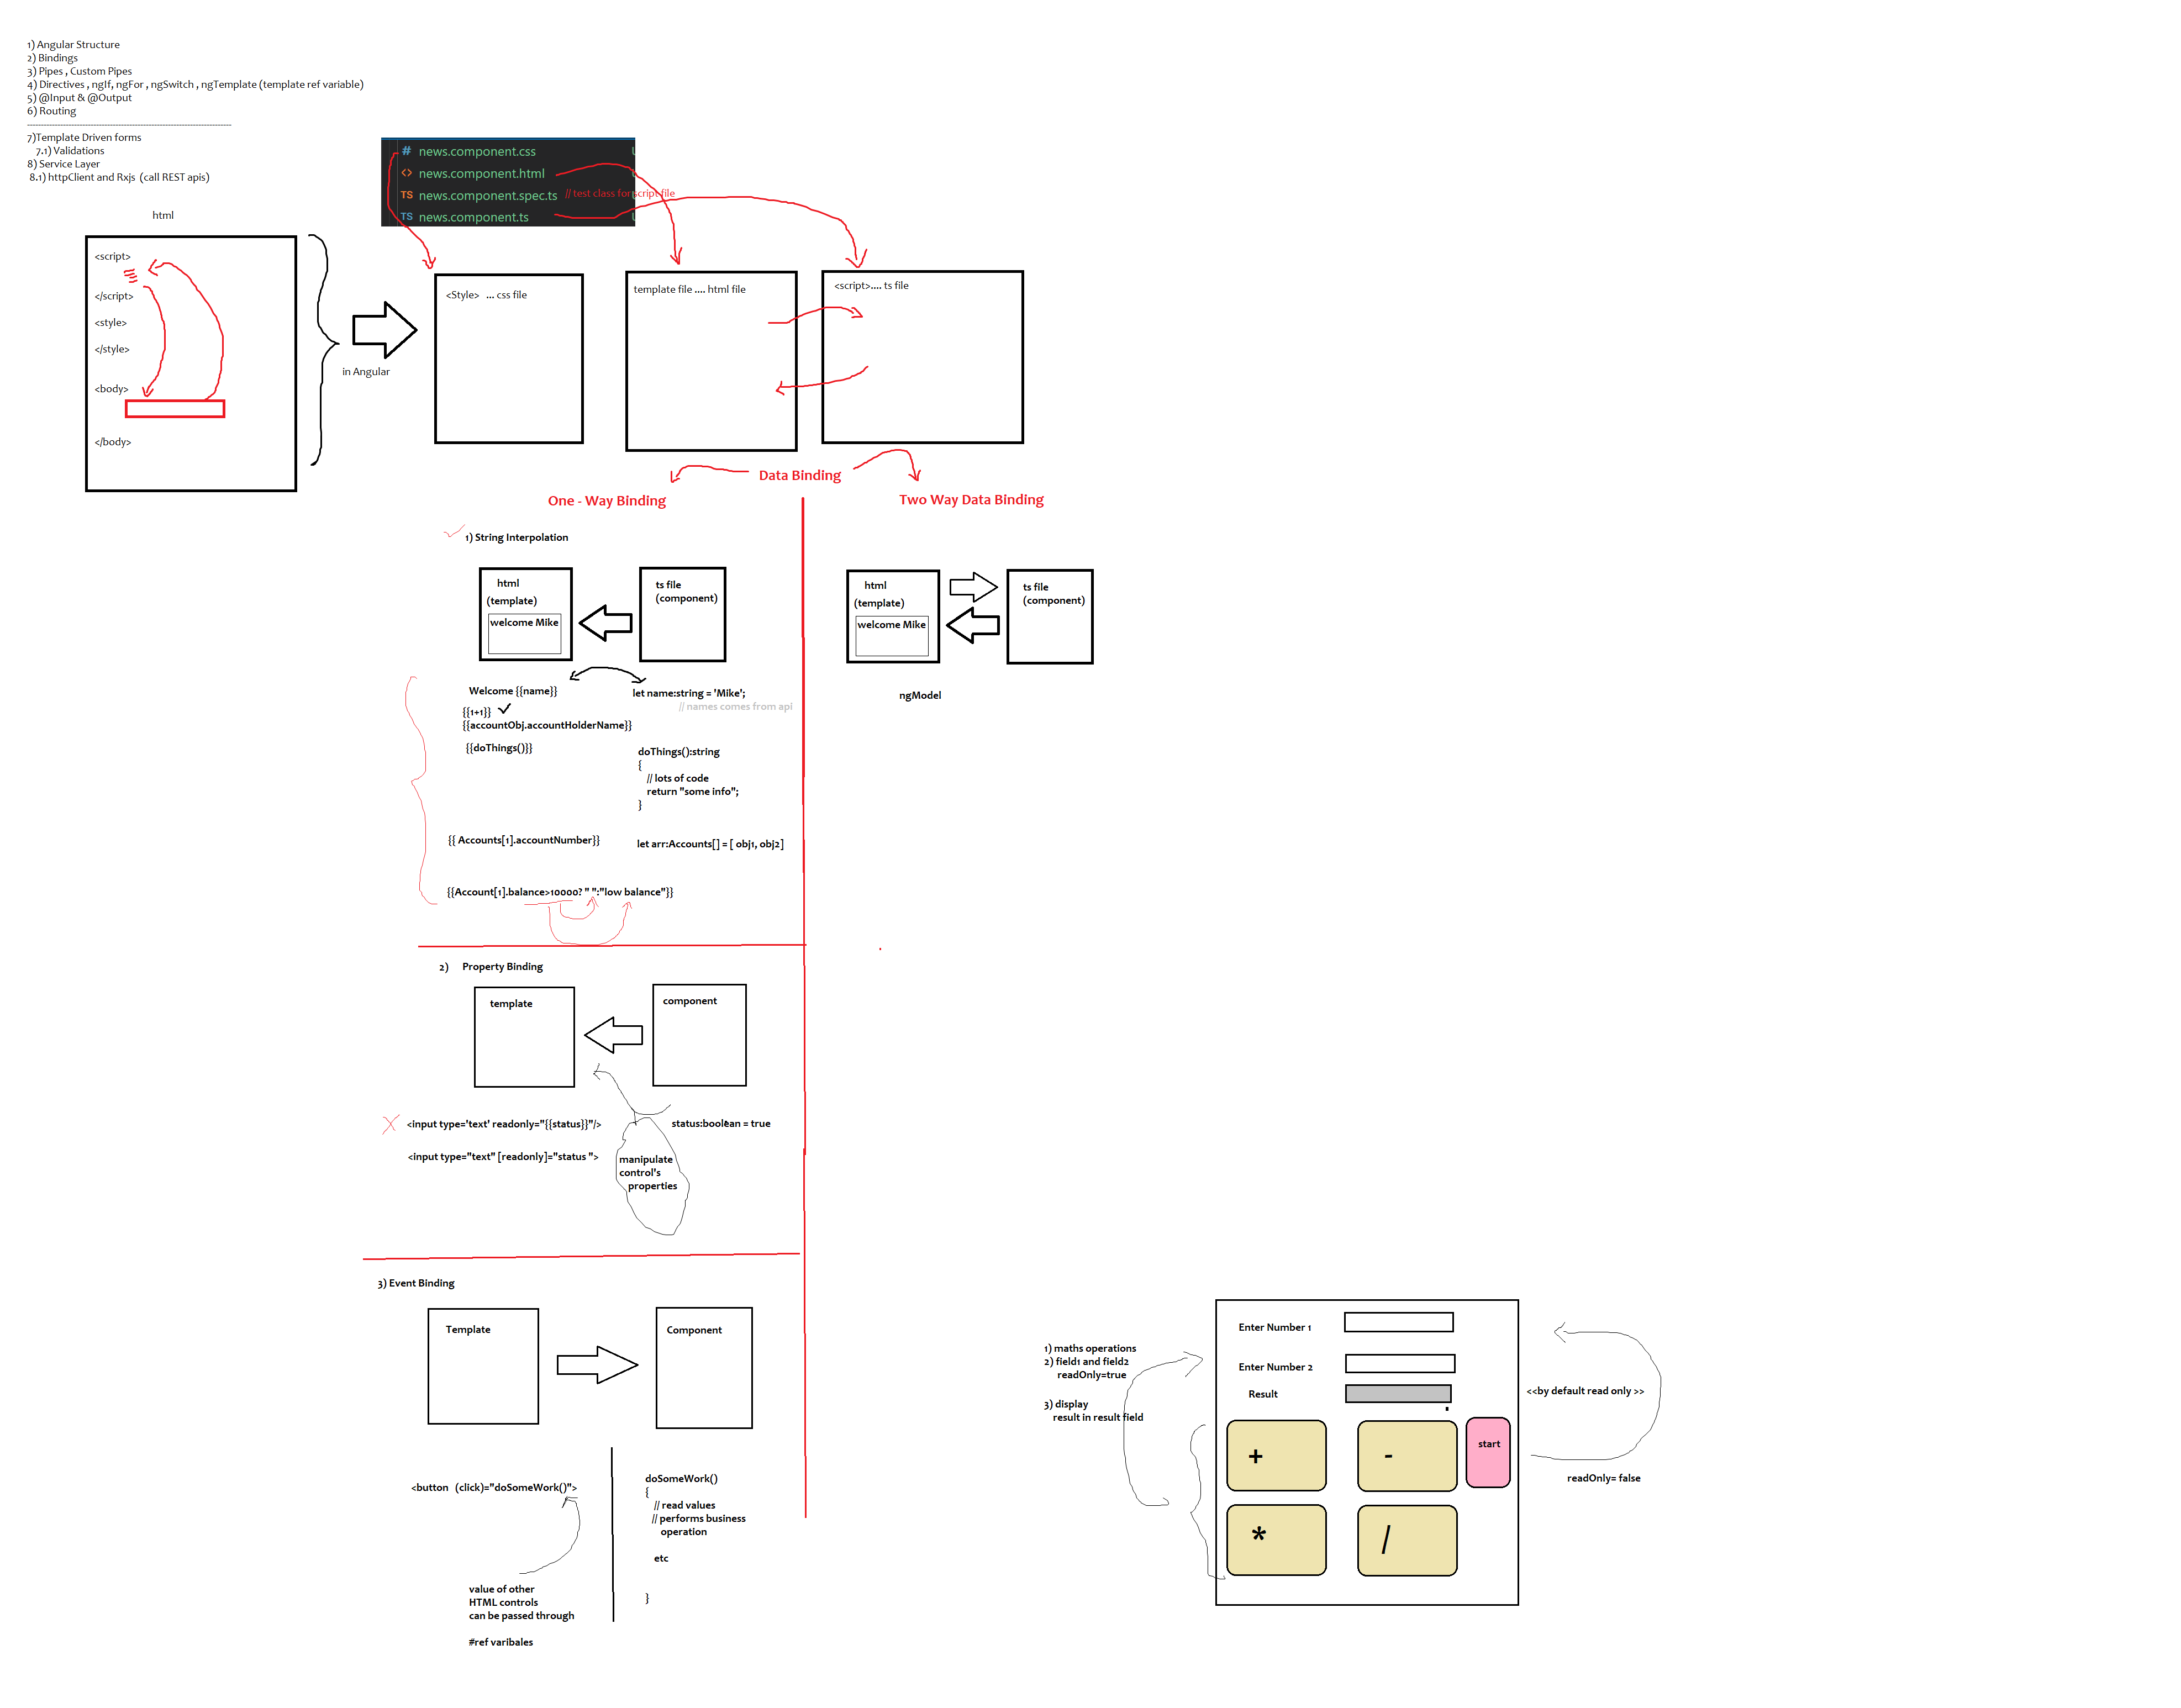 1) Angular Structure
2) Bindings
3) Pipes , Custom Pipes
4) Directives , ngIf, ngFor , ngSwitch , ngTemplate (template ref variable)
5) @Input & @Output
6) Routing
--------------------------------------------------------------------------
7)Template Driven forms
7.1) Validations
8) Service Layer
8.1) httpClient and Rxjs (call REST apis)
html
<script>
</script>
<style>
</style>
<body>
</body>
in Angular
# news.component.css
<> news.component.html
TS news.component.spec.ts // test class for script file
TS news.component.ts
<Style> ... css file
template file .... html file
<script>.... ts file
Data Binding
One - Way Binding
Two Way Data Binding
1) String Interpolation
html
(template)
welcome Mike
ts file
(component)
Welcome {{name}}
let name:string = 'Mike';
// names comes from api
{{1+1}}
{{accountObj.accountHolderName}}
{{doThings()}}
doThings():string
{
// lots of code
return "some info";
}
{{ Accounts[1].accountNumber}}
let arr:Accounts[] = [ obj1, obj2]
{{Account[1].balance>10000? " ":"low balance"}}
html
(template)
welcome Mike
ts file
(component)
ngModel
2) Property Binding
template
component
<input type='text' readonly="{{status}}"/>
status:boolean = true
<input type="text" [readonly]="status ">
manipulate
control's
properties
3) Event Binding
Template
Component
<button (click)="doSomeWork()">
doSomeWork()
{
// read values
// performs business
operation
etc
}
value of other
HTML controls
can be passed through
#ref varibales
1) maths operations
2) field1 and field2
readOnly=true
3) display
result in result field
Enter Number 1
Enter Number 2
Result
+
-
start
*
/
<<by default read only >>
readOnly= false